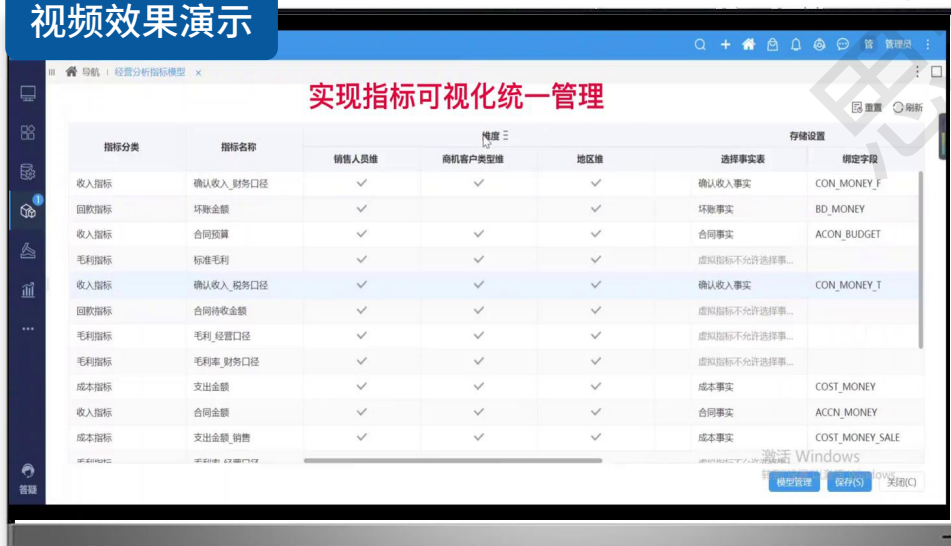 视频效果演示
管 管理员
导航 经营分析指标模型 ×
实现指标可视化统一管理
重置 刷新
指标分类 指标名称 维度 存储设置
销售人员维 商机客户类型维 地区维 选择事实表 绑定字段
收入指标 确认收入_财务口径 ✓ ✓ ✓ 确认收入事实 CON_MONEY_F
回款指标 坏账金额 ✓ ✓ 坏账事实 BD_MONEY
收入指标 合同预算 ✓ ✓ ✓ 合同事实 ACON_BUDGET
毛利指标 标准毛利 ✓ ✓ ✓ 虚拟指标不允许选择事...
收入指标 确认收入_税务口径 ✓ ✓ ✓ 确认收入事实 CON_MONEY_T
回款指标 合同待收金额 ✓ ✓ ✓ 虚拟指标不允许选择事...
毛利指标 毛利_经营口径 ✓ ✓ ✓ 虚拟指标不允许选择事...
毛利指标 毛利率_财务口径 ✓ ✓ ✓ 虚拟指标不允许选择事...
成本指标 支出金额 ✓ ✓ ✓ 成本事实 COST_MONEY
收入指标 合同金额 ✓ ✓ ✓ 合同事实 ACCN_MONEY
成本指标 支出金额_销售 ✓ ✓ ✓ 成本事实 COST_MONEY_SALE
激活 Windows
模型管理 保存(S) 关闭(C)
1
答疑